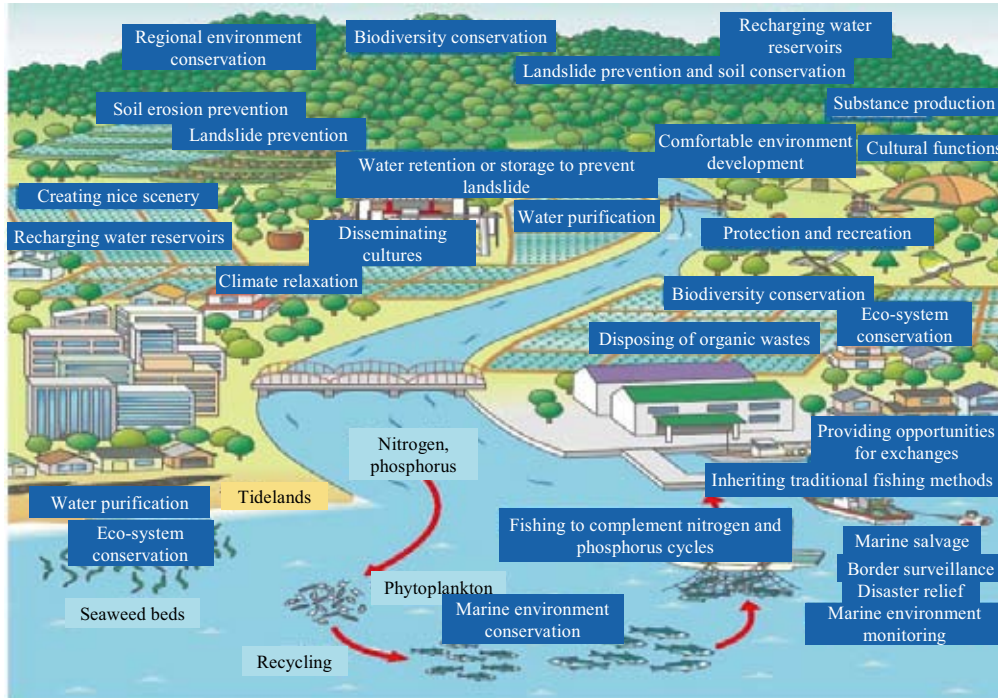 Regional environment
conservation
Biodiversity conservation
Recharging water
reservoirs
Landslide prevention and soil conservation
Soil erosion prevention
Substance production
Landslide prevention
Comfortable environment
development
Cultural functions
Water retention or storage to prevent
landslide
Creating nice scenery
Water purification
Recharging water reservoirs
Disseminating
cultures
Protection and recreation
Climate relaxation
Biodiversity conservation
Eco-system
conservation
Disposing of organic wastes
Nitrogen,
phosphorus
Providing opportunities
for exchanges
Inheriting traditional fishing methods
Tidelands
Water purification
Eco-system
conservation
Fishing to complement nitrogen and
phosphorus cycles
Marine salvage
Border surveillance
Disaster relief
Marine environment
monitoring
Phytoplankton
Seaweed beds
Marine environment
conservation
Recycling